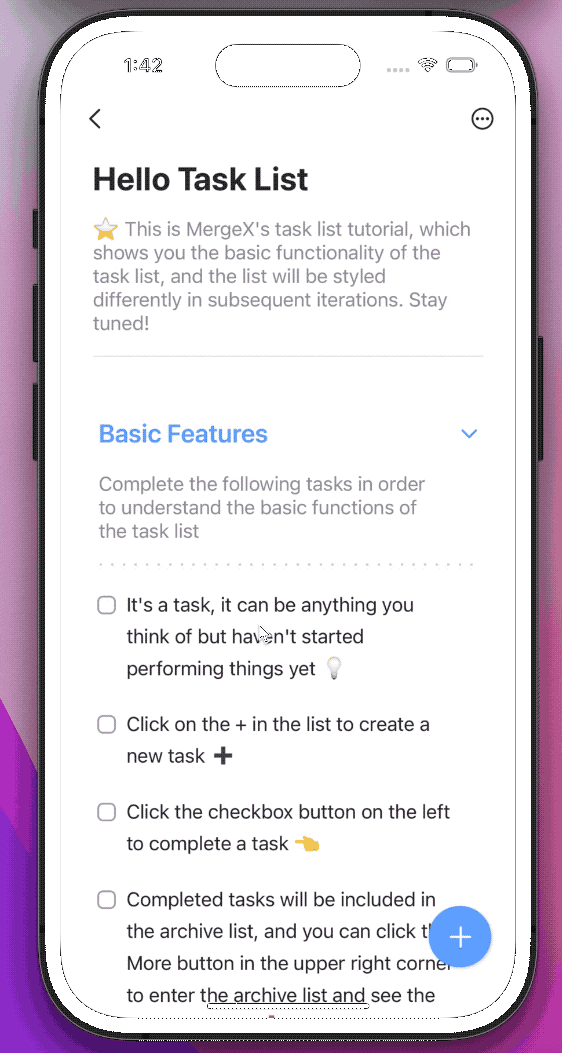 1:42
Hello Task List
⭐ This is MergeX's task list tutorial, which
shows you the basic functionality of the
task list, and the list will be styled
differently in subsequent iterations. Stay
tuned!
Basic Features
Complete the following tasks in order
to understand the basic functions of
the task list
It's a task, it can be anything you
think of but haven't started
performing things yet 💡
Click on the + in the list to create a
new task ➕
Click the checkbox button on the left
to complete a task 👈
Completed tasks will be included in
the archive list, and you can click
More button in the upper right corner
to enter the archive list and see the